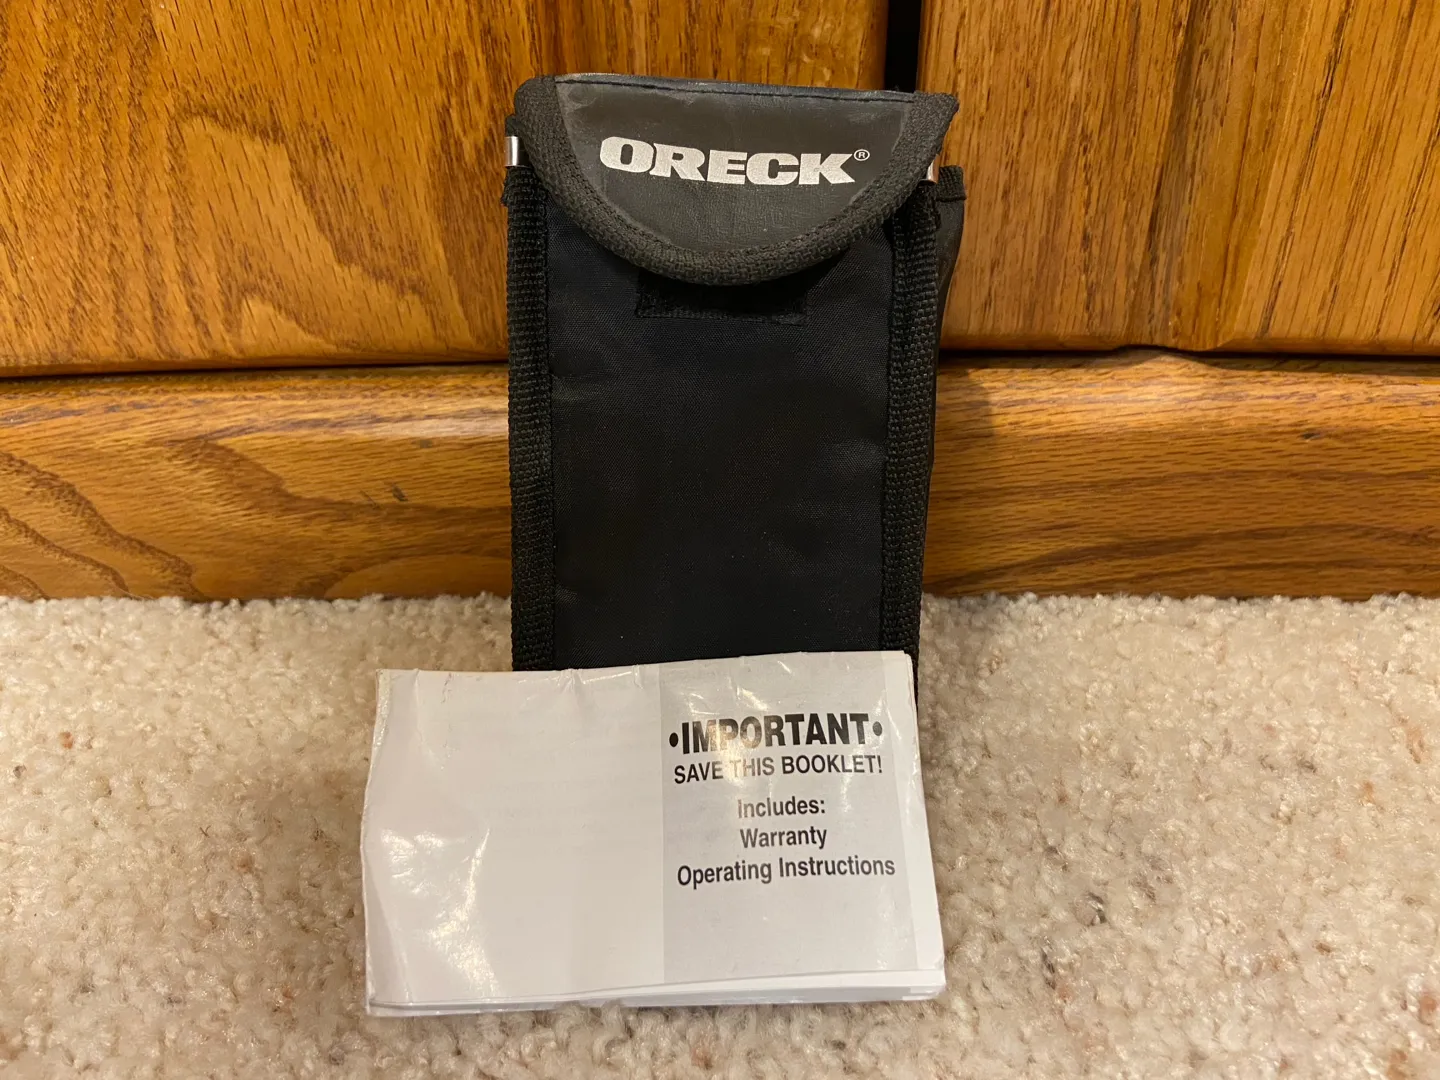 ORECK®
•IMPORTANT•
SAVE THIS BOOKLET!
Includes:
Warranty
Operating Instructions